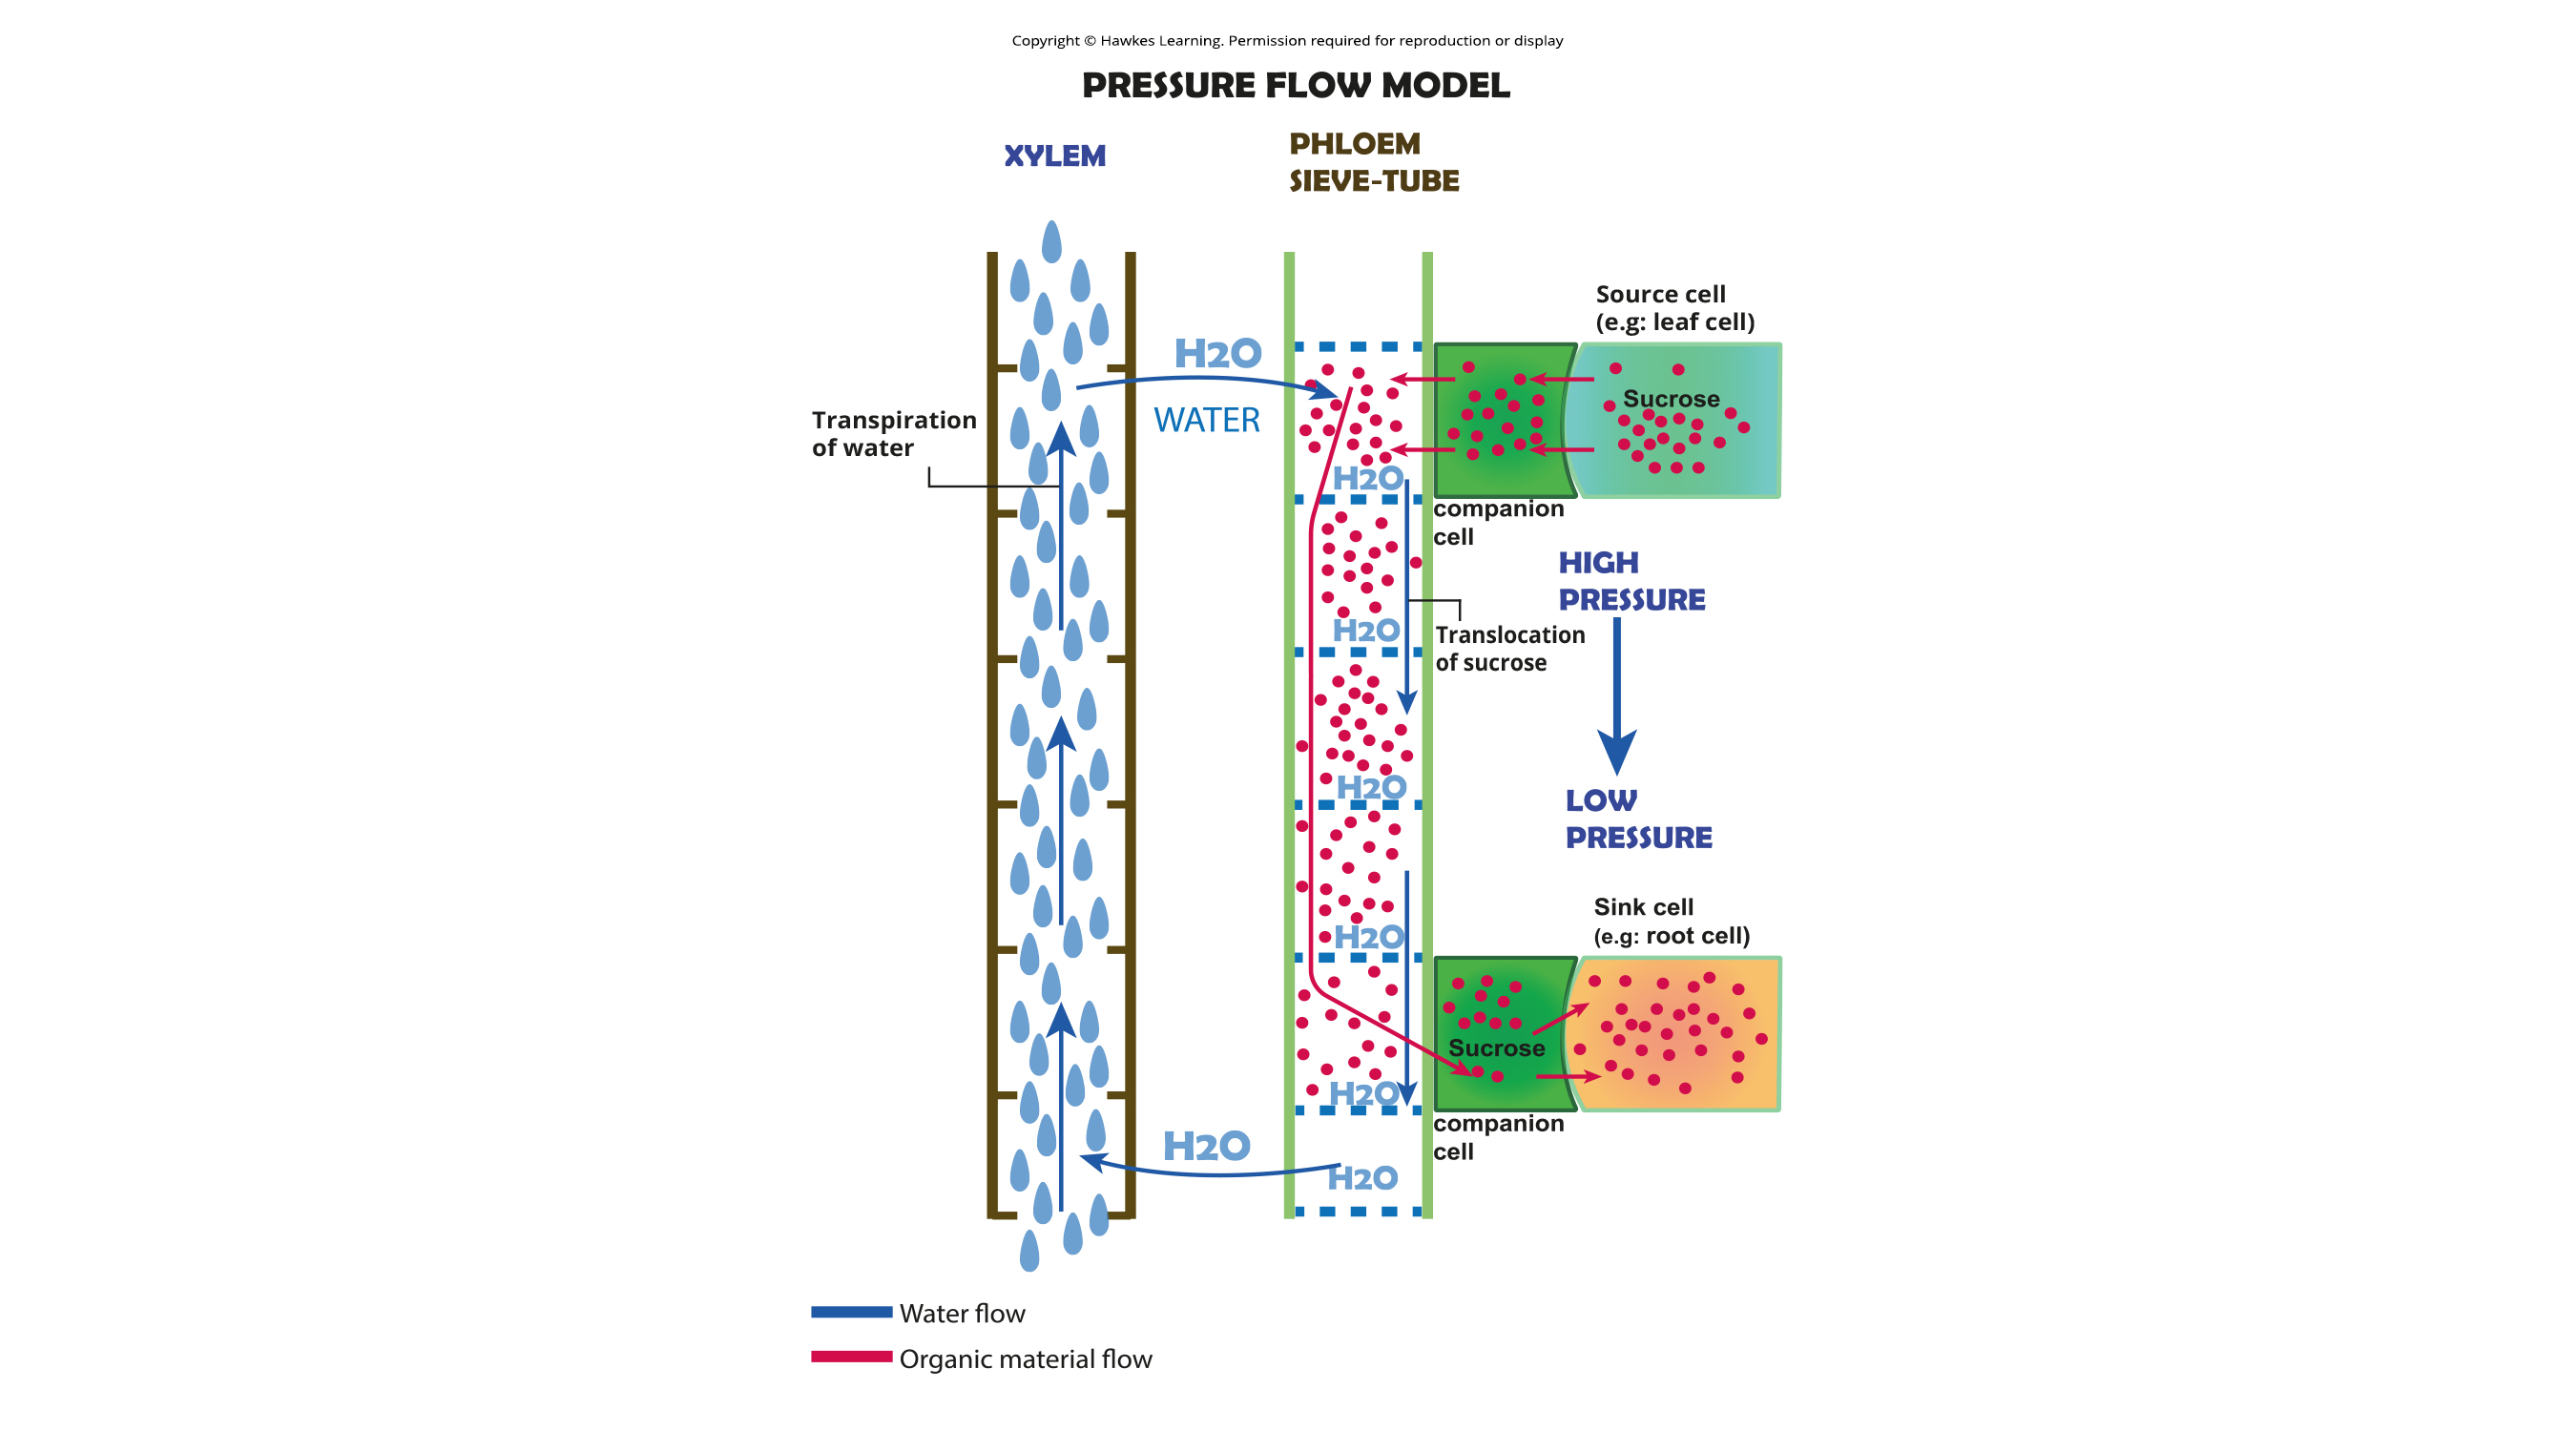 Copyright © Hawkes Learning. Permission required for reproduction or display
PRESSURE FLOW MODEL
XYLEM
PHLOEM
SIEVE-TUBE
Source cell
(e.g: leaf cell)
H2O
WATER
Sucrose
Transpiration
of water
H2O
companion
cell
HIGH
PRESSURE
H2O
Translocation
of sucrose
H2O
LOW
PRESSURE
Sink cell
(e.g: root cell)
H2O
Sucrose
H2O
companion
cell
H2O
H2O
Water flow
Organic material flow